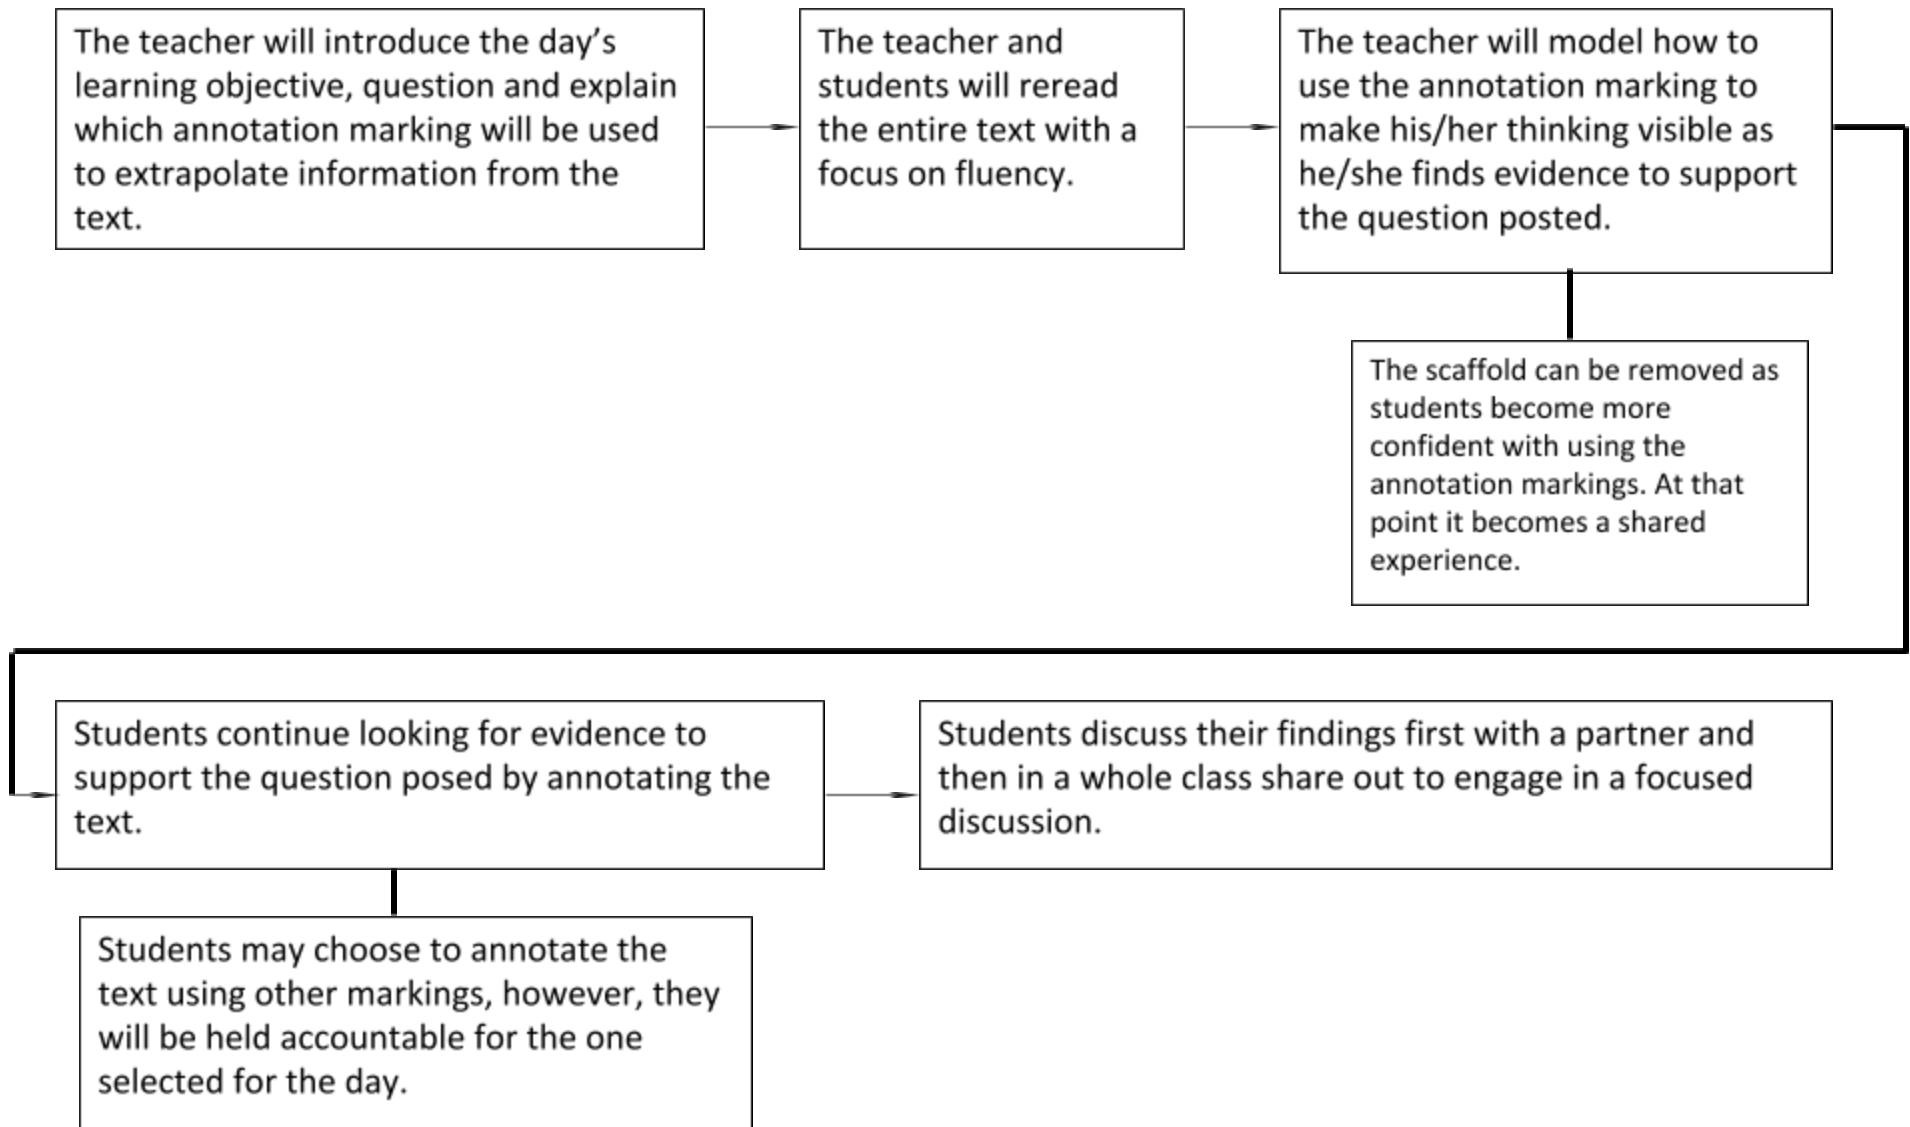 The teacher will introduce the day’s
learning objective, question and explain
which annotation marking will be used
to extrapolate information from the
text.
The teacher and
students will reread
the entire text with a
focus on fluency.
The teacher will model how to
use the annotation marking to
make his/her thinking visible as
he/she finds evidence to support
the question posted.
The scaffold can be removed as
students become more
confident with using the
annotation markings. At that
point it becomes a shared
experience.
Students continue looking for evidence to
support the question posed by annotating the
text.
Students discuss their findings first with a partner and
then in a whole class share out to engage in a focused
discussion.
Students may choose to annotate the
text using other markings, however, they
will be held accountable for the one
selected for the day.